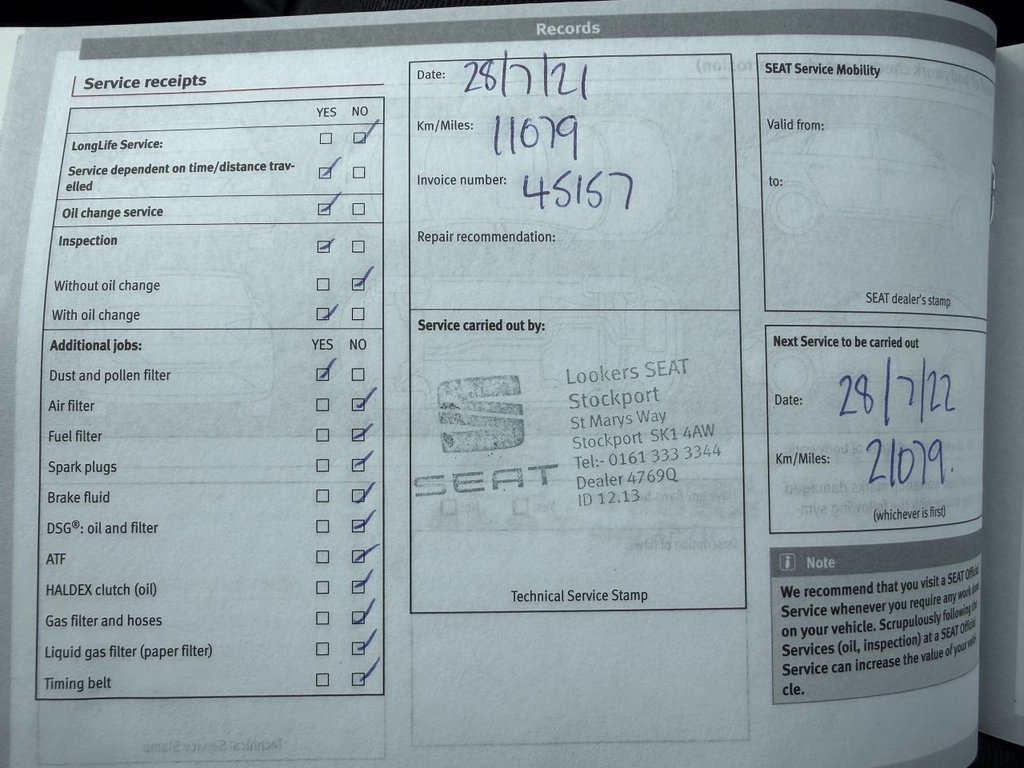 Records
Service receipts
YES NO
LongLife Service:
Service dependent on time/distance trav-
elled
Oil change service
Inspection
Without oil change
With oil change
Additional jobs: YES NO
Dust and pollen filter
Air filter
Fuel filter
Spark plugs
Brake fluid
DSG®: oil and filter
ATF
HALDEX clutch (oil)
Gas filter and hoses
Liquid gas filter (paper filter)
Timing belt
Date: 28/7/21
Km/Miles: 11079
Invoice number: 45157
Repair recommendation:
Service carried out by:
SEAT
Lookers SEAT
Stockport
St Marys Way
Stockport SK1 4AW
Tel:- 0161 333 3344
Dealer 4769Q
ID 12.13
Technical Service Stamp
SEAT Service Mobility
Valid from:
to:
SEAT dealer's stamp
Next Service to be carried out
Date: 28/7/22
Km/Miles: 21079.
(whichever is first)
i Note
We recommend that you visit a SEAT Official
Service whenever you require any work done
on your vehicle. Scrupulously following the
Services (oil, inspection) at a SEAT Official
Service can increase the value of your vehi-
cle.